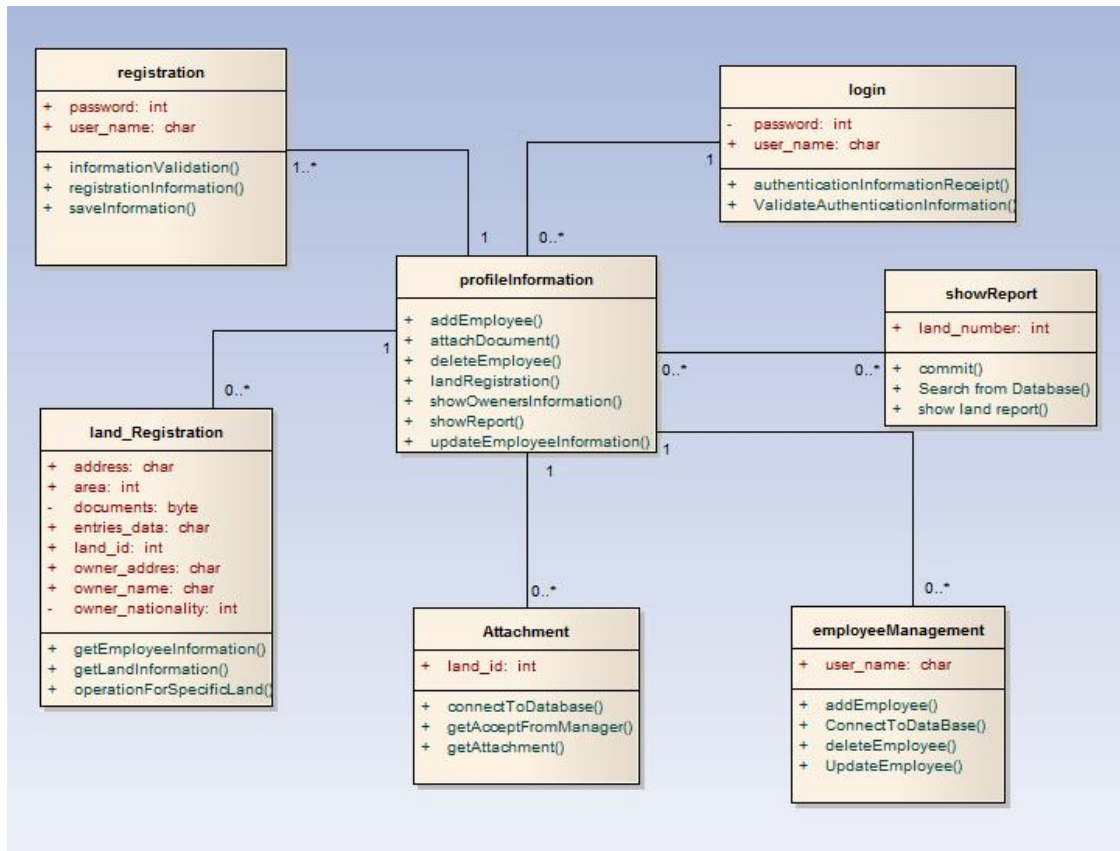 registration
+ password: int
+ user_name: char
+ informationValidation()
+ registrationInformation()
+ saveInformation()
1..*
1
login
- password: int
+ user_name: char
+ authenticationInformationReceipt()
+ ValidateAuthenticationInformation()
1
0..*
profileInformation
+ addEmployee()
+ attachDocument()
+ deleteEmployee()
+ landRegistration()
+ showOwenersInformation()
+ showReport()
+ updateEmployeeInformation()
showReport
+ land_number: int
+ commit()
+ Search from Database()
+ show land report()
0..*
0..*
1
0..*
land_Registration
+ address: char
+ area: int
- documents: byte
+ entries_data: char
+ land_id: int
+ owner_addres: char
+ owner_name: char
- owner_nationality: int
+ getEmployeeInformation()
+ getLandInformation()
+ operationForSpecificLand()
1
0..*
Attachment
+ land_id: int
+ connectToDatabase()
+ getAcceptFromManager()
+ getAttachment()
1
0..*
employeeManagement
+ user_name: char
+ addEmployee()
+ ConnectToDataBase()
+ deleteEmployee()
+ UpdateEmployee()